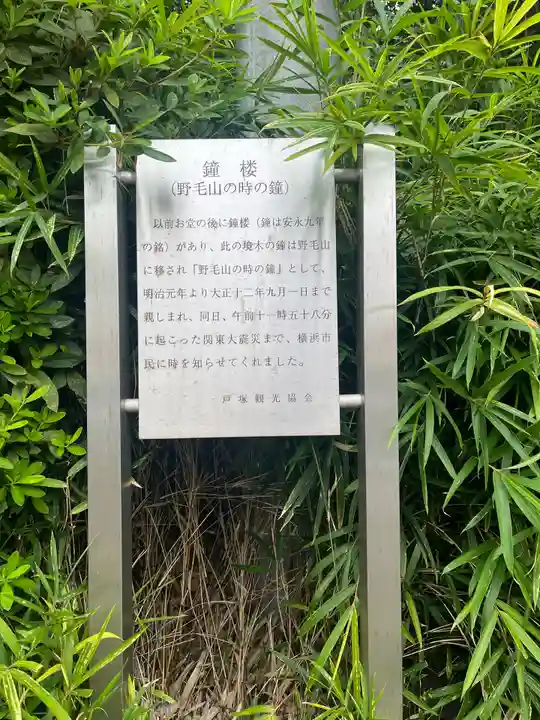 鐘楼
(野毛山の時の鐘)
以前お堂の後に鐘楼(鐘は安永九年
の銘)があり、此の境木の鐘は野毛山
に移され「野毛山の時の鐘」として、
明治元年より大正十二年九月一日まで
親しまれ、同日、午前十一時五十八分
に起こった関東大震災まで、横浜市
民に時を知らせてくれました。
戸塚観光協会